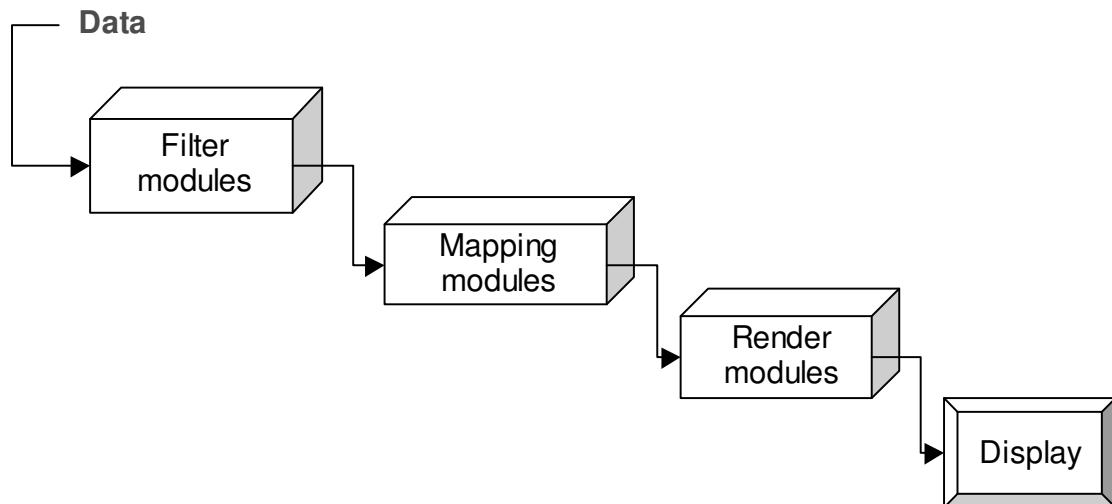 Data
Filter
modules
Mapping
modules
Render
modules
Display